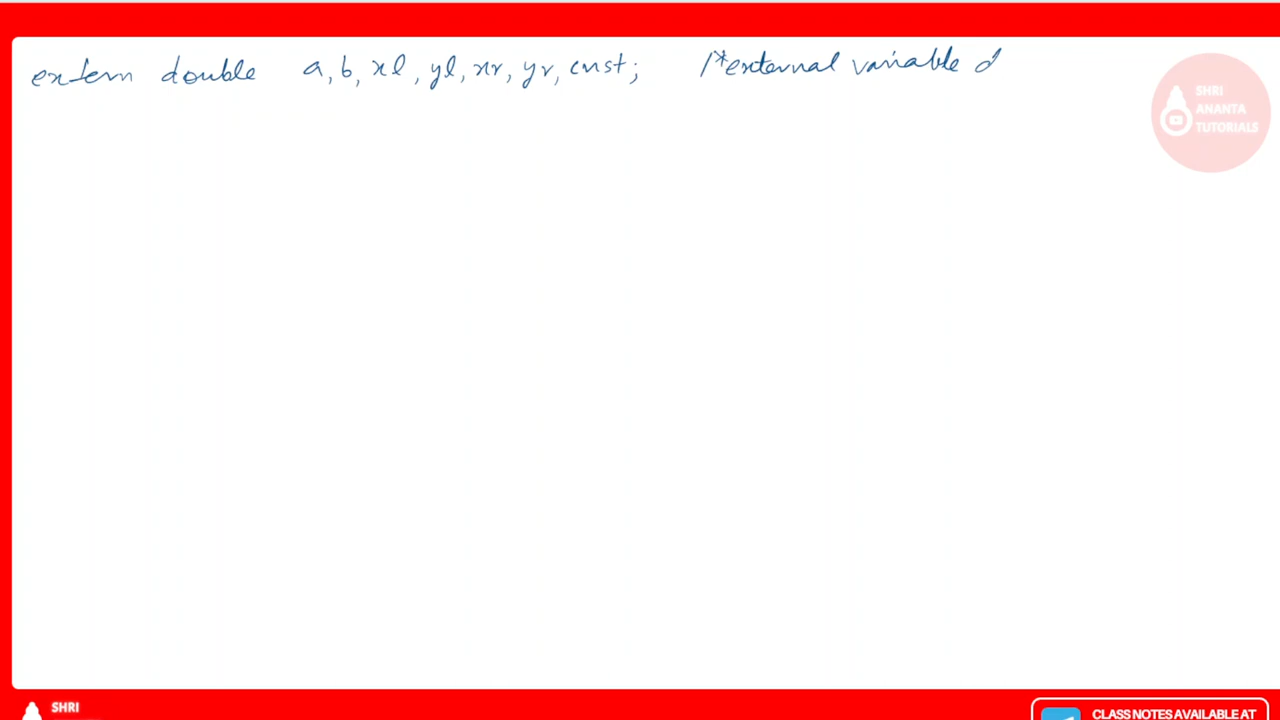 extern double a, b, xl, yl, xr, yr, cnst; /*external variable d
SHRI
ANANTA
TUTORIALS
SHRI
CLASS NOTES AVAILABLE AT